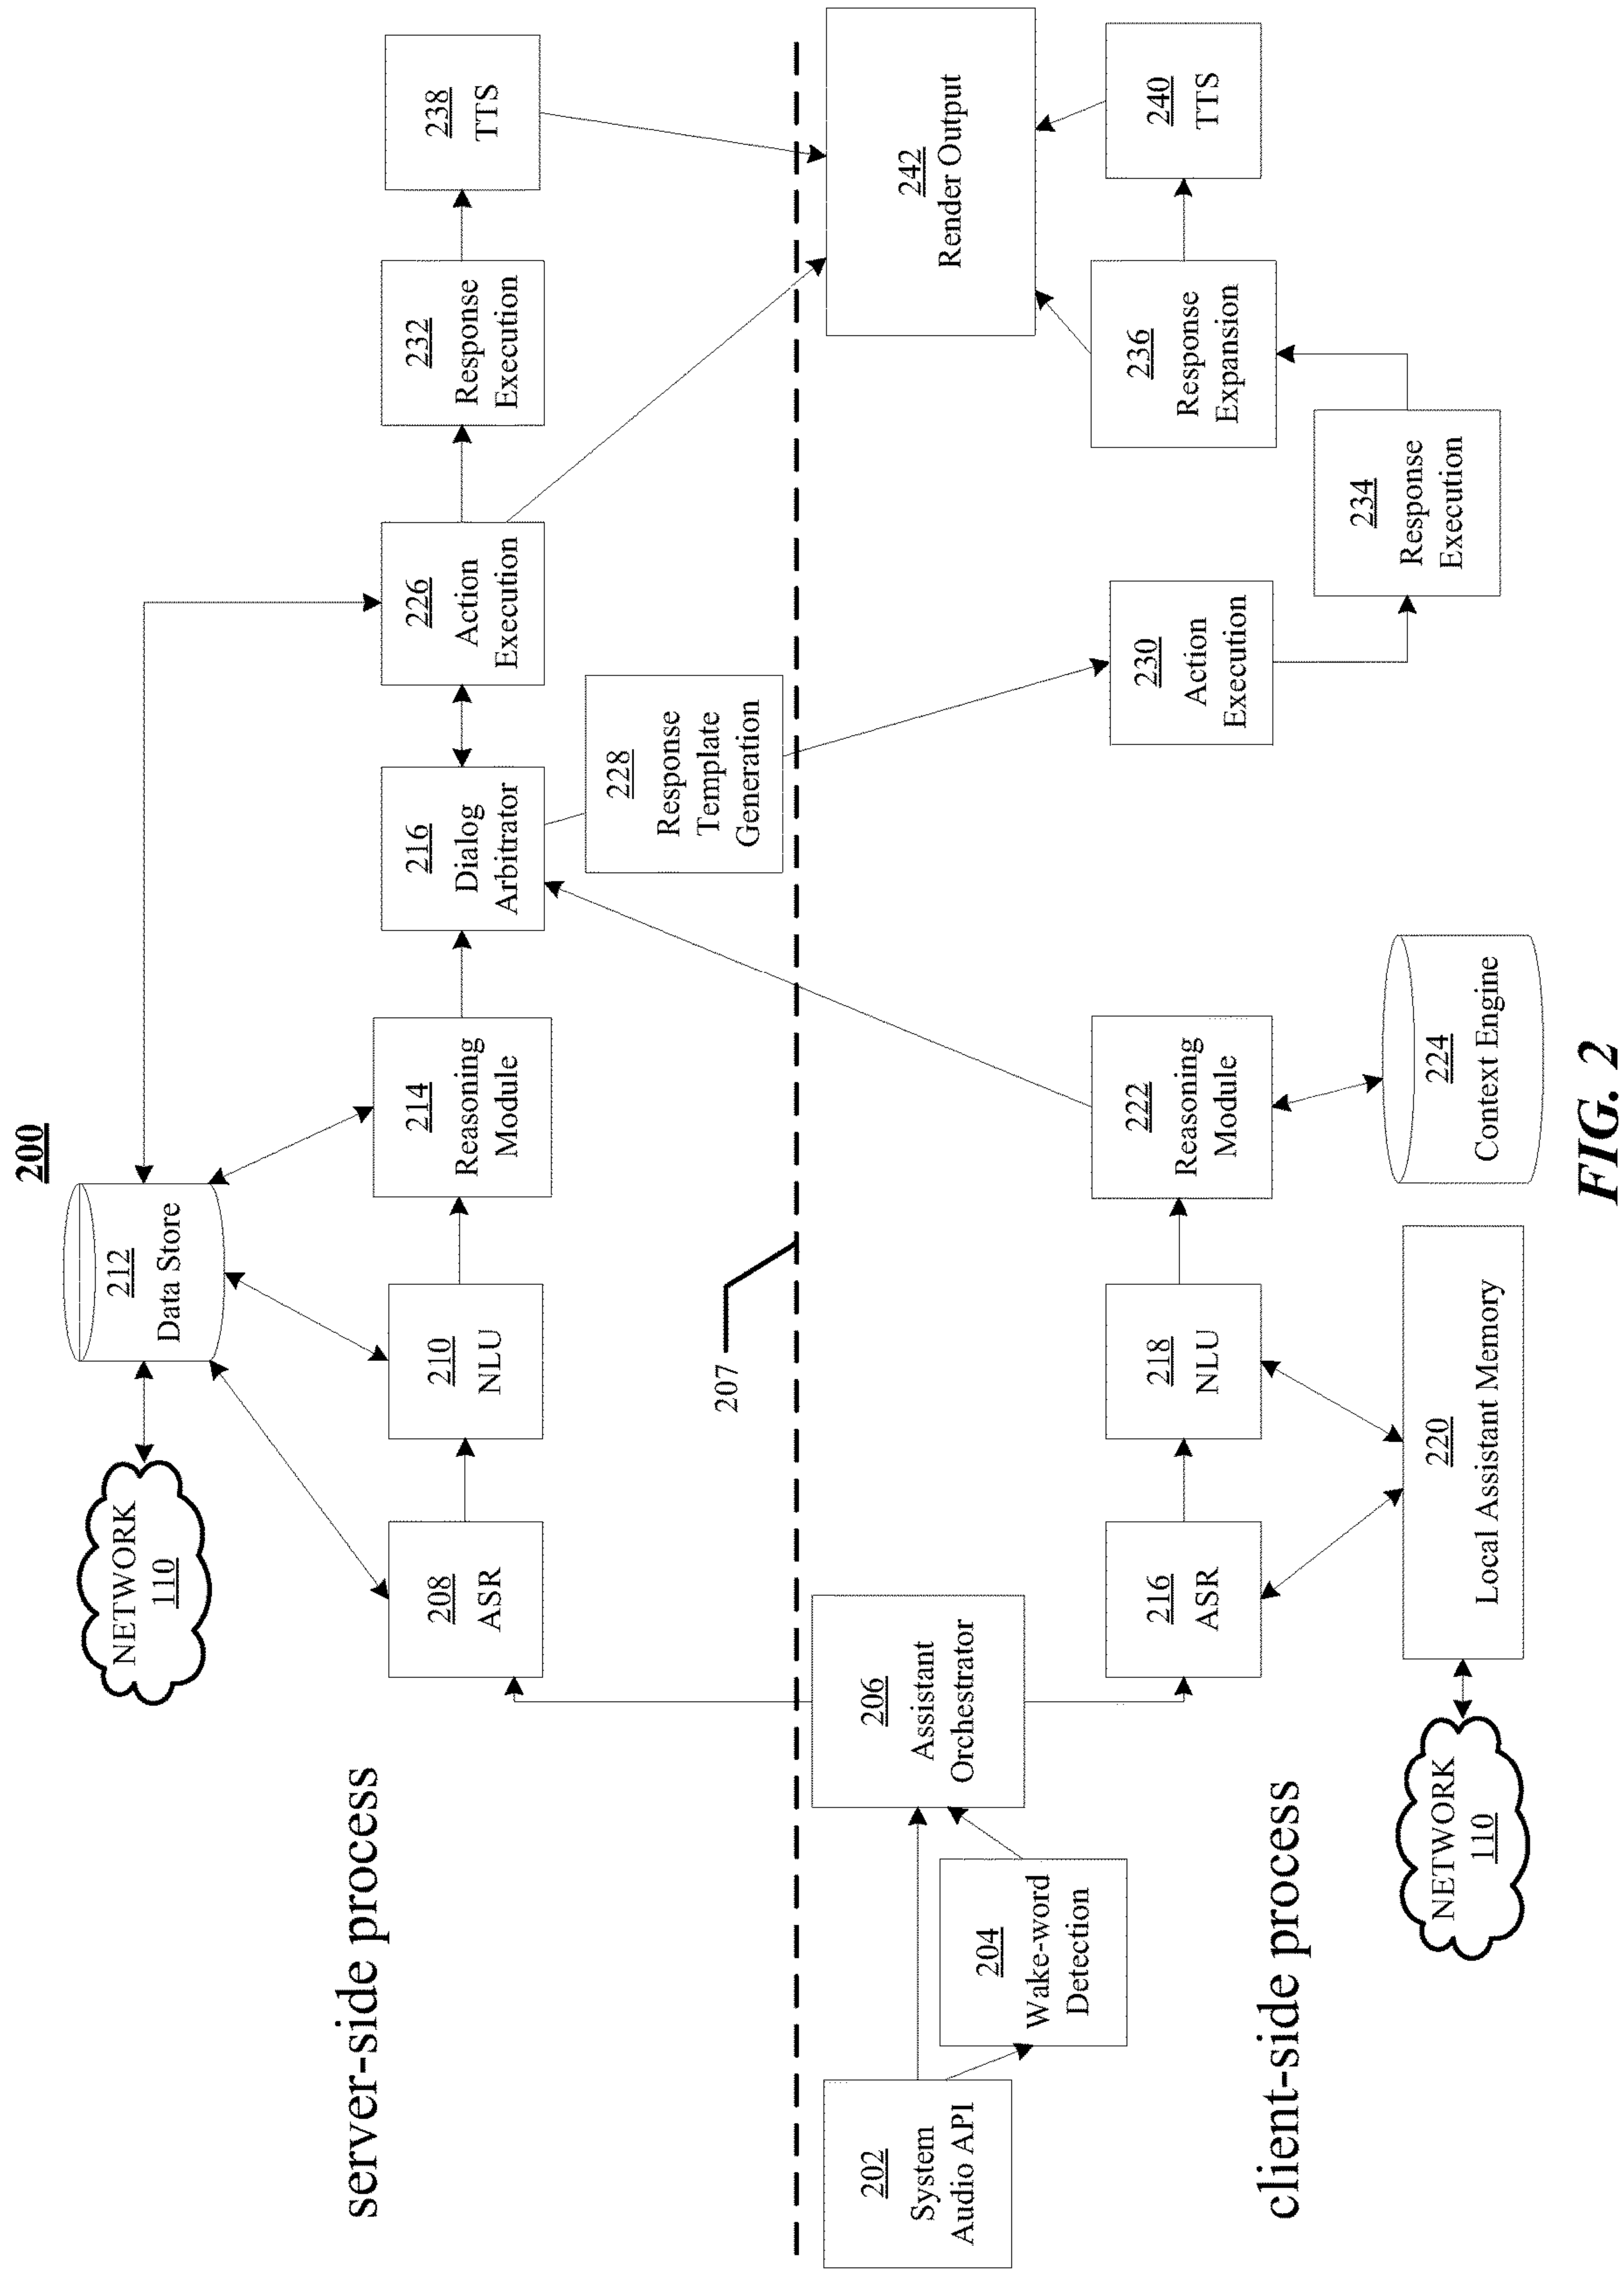 200
server-side process
NETWORK
110
212
Data Store
208
ASR
210
NLU
214
Reasoning
Module
216
Dialog
Arbitrator
226
Action
Execution
232
Response
Execution
238
TTS
228
Response
Template
Generation
207
202
System
Audio API
204
Wake-word
Detection
206
Assistant
Orchestrator
242
Render Output
client-side process
216
ASR
218
NLU
222
Reasoning
Module
230
Action
Execution
236
Response
Expansion
240
TTS
234
Response
Execution
NETWORK
110
220
Local Assistant Memory
224
Context Engine
FIG. 2